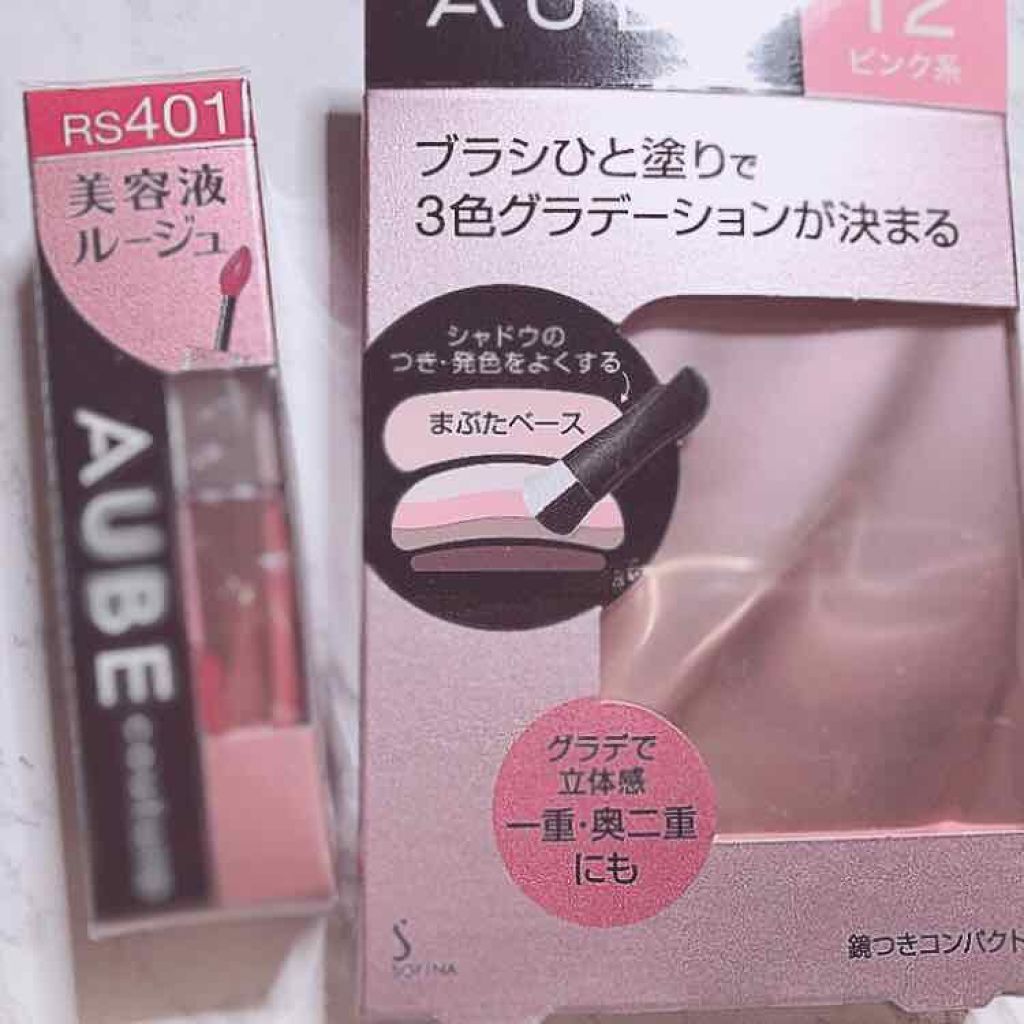 RS401
美容液
ルージュ
AUBE
couture
12
ピンク系
ブラシひと塗りで
3色グラデーションが決まる
シャドウの
つき・発色をよくする
まぶたベース
グラデで
立体感
一重・奥二重
にも
SOFINA
鏡つきコンパクト